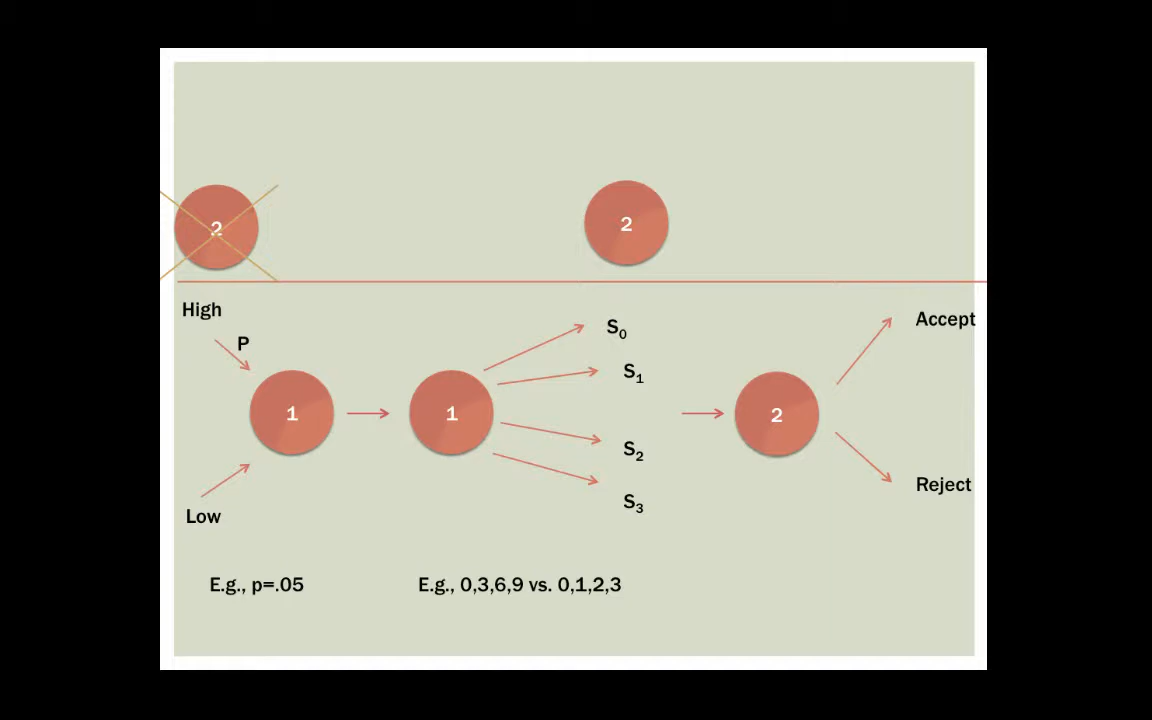 2
2
High
P
S0
Accept
S1
1
1
2
S2
S3
Reject
Low
E.g., p=.05
E.g., 0,3,6,9 vs. 0,1,2,3